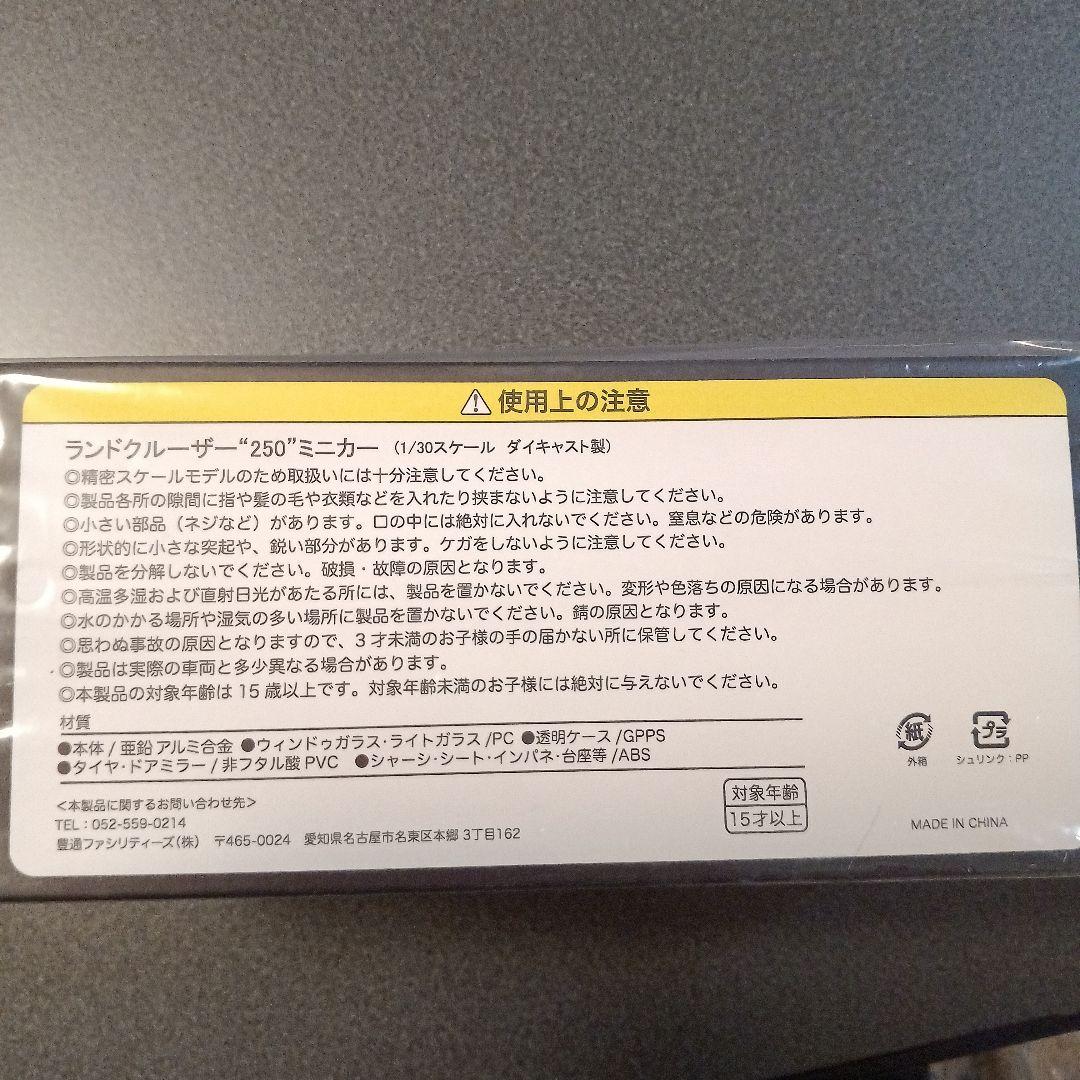 使用上の注意
ランドクルーザー“250”ミニカー（1/30スケール ダイキャスト製）
◎精密スケールモデルのため取扱いには十分注意してください。
◎製品各所の隙間に指や髪の毛や衣類などを入れたり挟まないように注意してください。
◎小さい部品（ネジなど）があります。口の中には絶対に入れないでください。窒息などの危険があります。
◎形状的に小さな突起や、鋭い部分があります。ケガをしないように注意してください。
◎製品を分解しないでください。破損・故障の原因となります。
◎高温多湿および直射日光があたる所には、製品を置かないでください。変形や色落ちの原因になる場合があります。
◎水のかかる場所や湿気の多い場所に製品を置かないでください。錆の原因となります。
◎思わぬ事故の原因となりますので、３才未満のお子様の手の届かない所に保管してください。
◎製品は実際の車両と多少異なる場合があります。
◎本製品の対象年齢は 15 歳以上です。対象年齢未満のお子様には絶対に与えないでください。
材質
●本体 / 亜鉛 アルミ合金 ●ウィンドゥガラス・ライトガラス /PC ●透明ケース /GPPS
●タイヤ・ドアミラー / 非フタル酸 PVC ●シャーシ・シート・インパネ・台座等 /ABS
＜本製品に関するお問い合わせ先＞
TEL：052-559-0214
豊通ファシリティーズ（株） 〒465-0024 愛知県名古屋市名東区本郷 3丁目162
対象年齢
15才以上
紙
外箱
プラ
シュリンク：PP
MADE IN CHINA